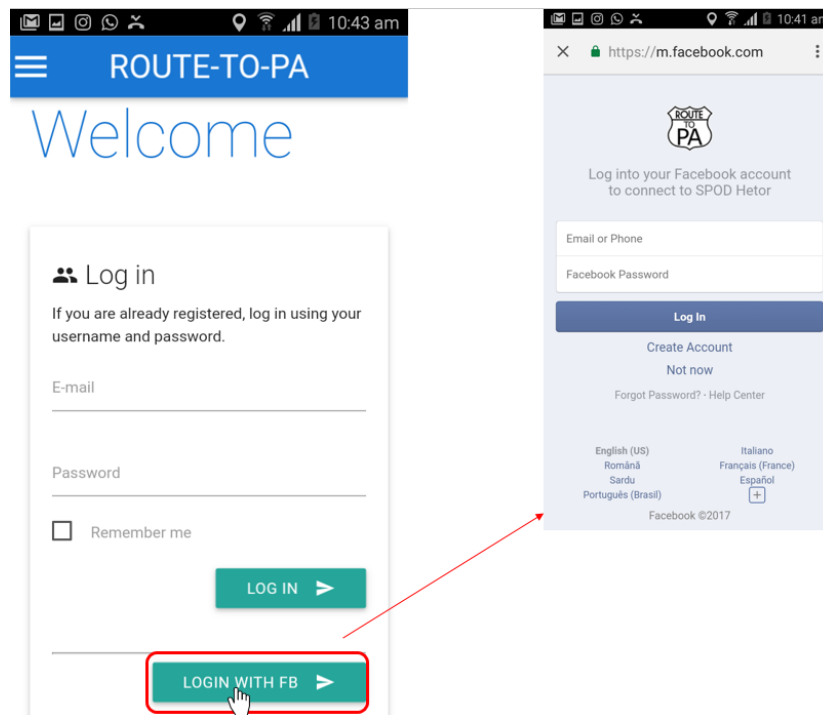 10:43 am
ROUTE-TO-PA
Welcome
Log in
If you are already registered, log in using your
username and password.
E-mail
Password
Remember me
LOG IN
LOGIN WITH FB
10:41 am
https://m.facebook.com
ROUTE
TO
PA
Log into your Facebook account
to connect to SPOD Hetor
Email or Phone
Facebook Password
Log In
Create Account
Not now
Forgot Password? · Help Center
English (US)
Italiano
Română
Français (France)
Sardu
Español
Português (Brasil)
Facebook ©2017